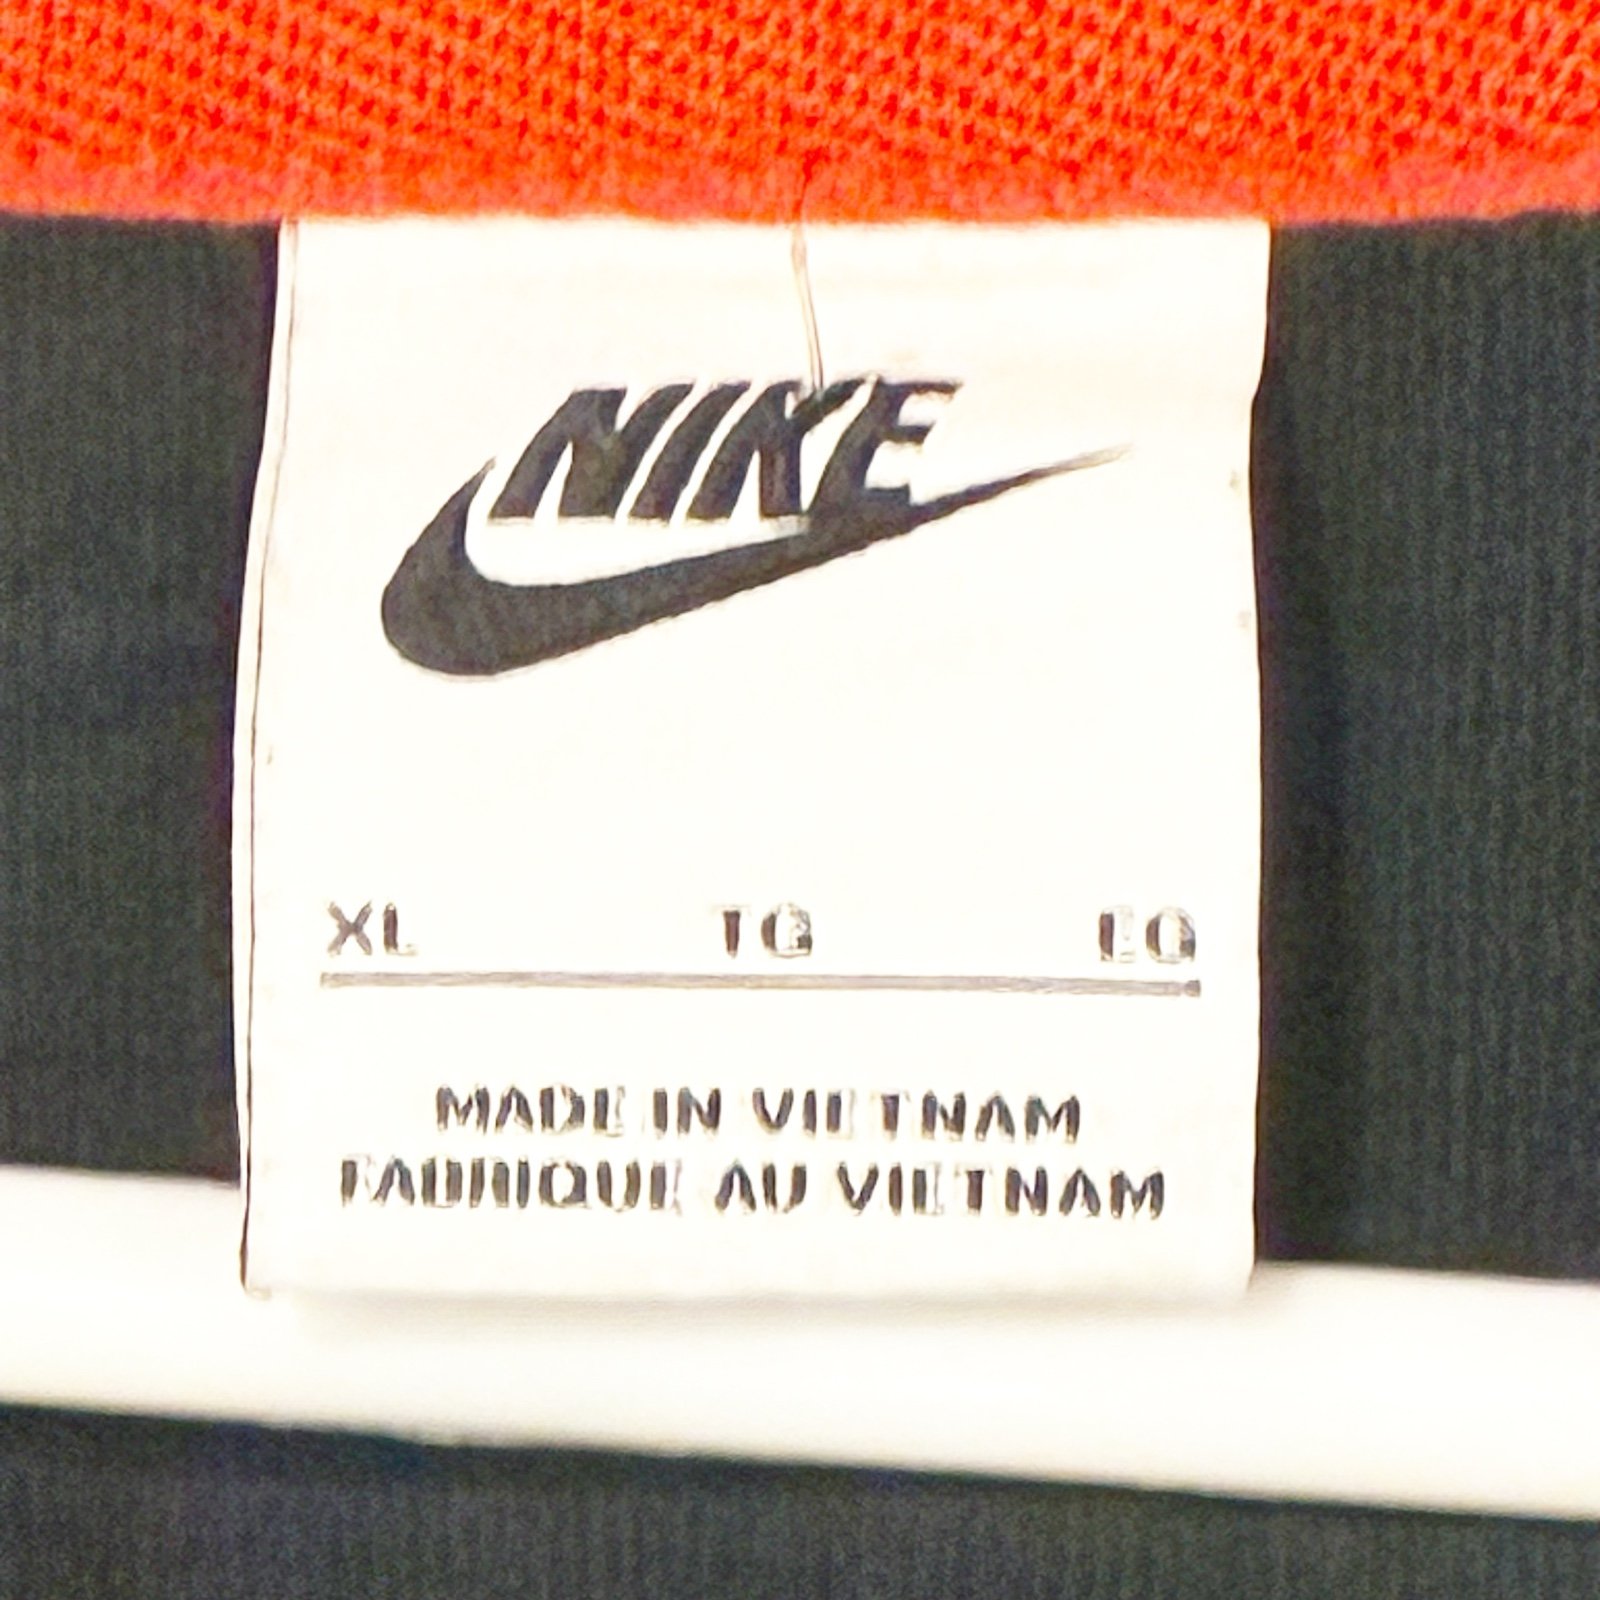 NIKE
XL TG EG
MADE IN VIETNAM
FABRIQUE AU VIETNAM